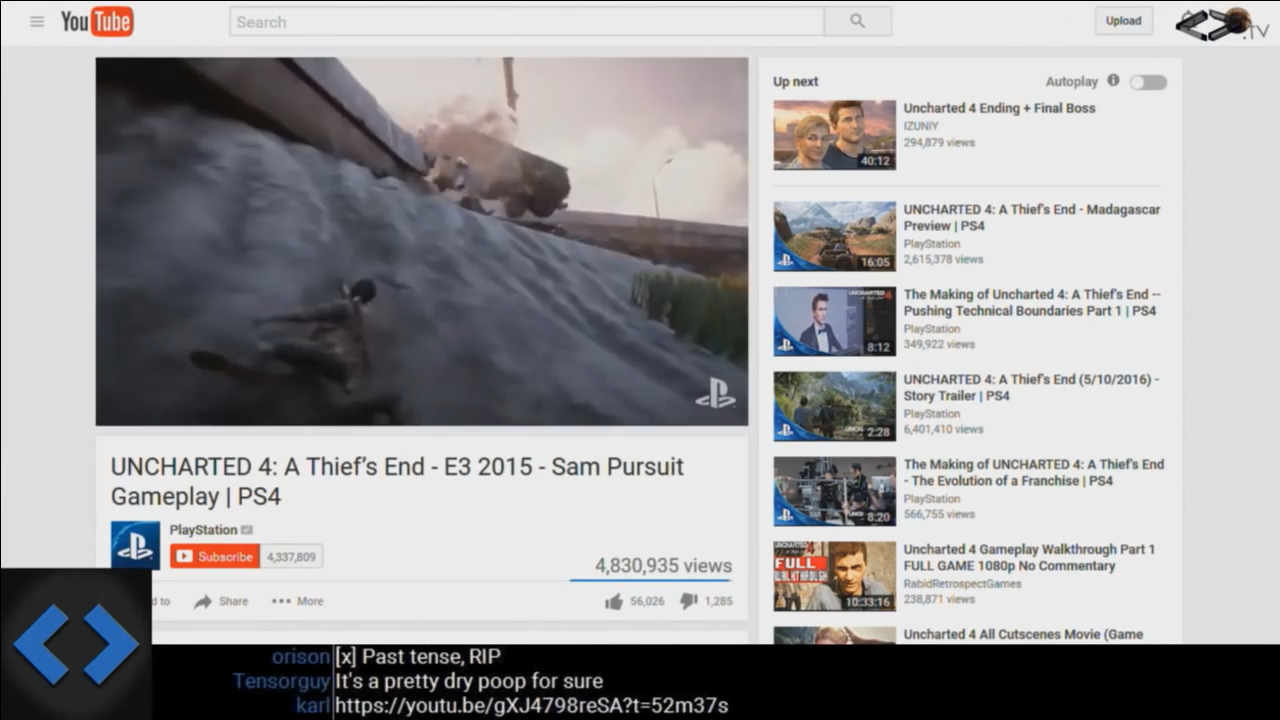 YouTube
Search
Upload
.TV
Up next
Autoplay
Uncharted 4 Ending + Final Boss
IZUNIY
294,879 views
40:12
UNCHARTED 4: A Thief's End - Madagascar
Preview | PS4
PlayStation
2,615,378 views
16:05
The Making of Uncharted 4: A Thief's End --
Pushing Technical Boundaries Part 1 | PS4
PlayStation
349,922 views
8:12
UNCHARTED 4: A Thief's End (5/10/2016) -
Story Trailer | PS4
PlayStation
6,401,410 views
2:28
The Making of UNCHARTED 4: A Thief's End
- The Evolution of a Franchise | PS4
PlayStation
566,755 views
8:20
Uncharted 4 Gameplay Walkthrough Part 1
FULL GAME 1080p No Commentary
RabidRetrospectGames
238,871 views
FULL
WALKTHROUGH
10:33:16
Uncharted 4 All Cutscenes Movie (Game
UNCHARTED 4: A Thief's End - E3 2015 - Sam Pursuit
Gameplay | PS4
PlayStation
Subscribe 4,337,809
4,830,935 views
d to Share More
56,026 1,285
orison [x] Past tense, RIP
Tensorguy It's a pretty dry poop for sure
karl https://youtu.be/gXJ4798reSA?t=52m37s